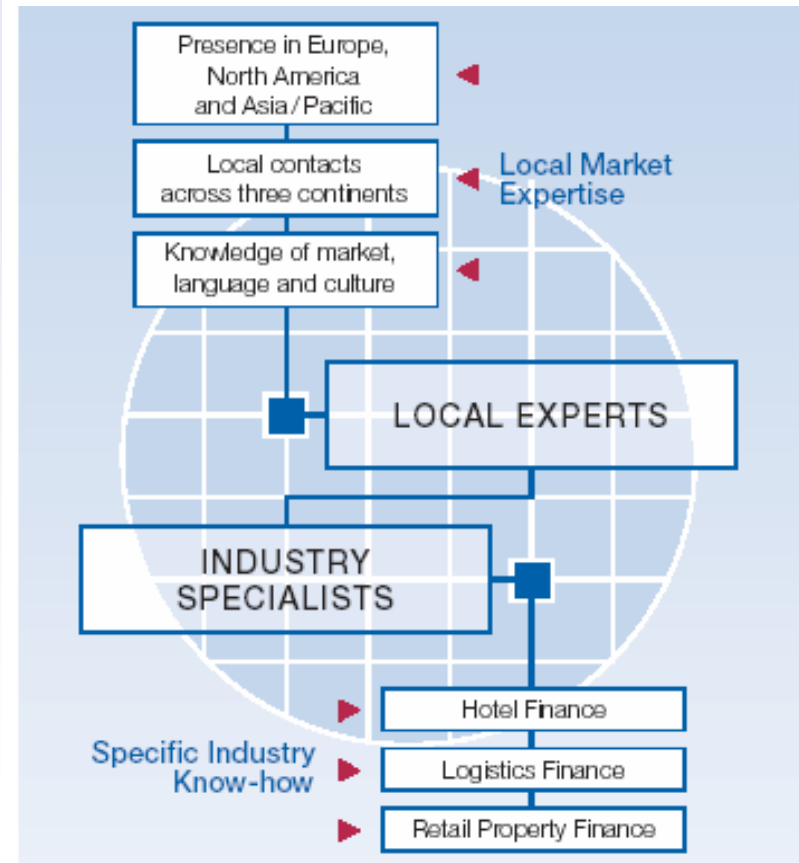 Presence in Europe,
North America
and Asia / Pacific
Local contacts
across three continents
Local Market
Expertise
Knowledge of market,
language and culture
LOCAL EXPERTS
INDUSTRY
SPECIALISTS
Hotel Finance
Specific Industry
Know-how
Logistics Finance
Retail Property Finance